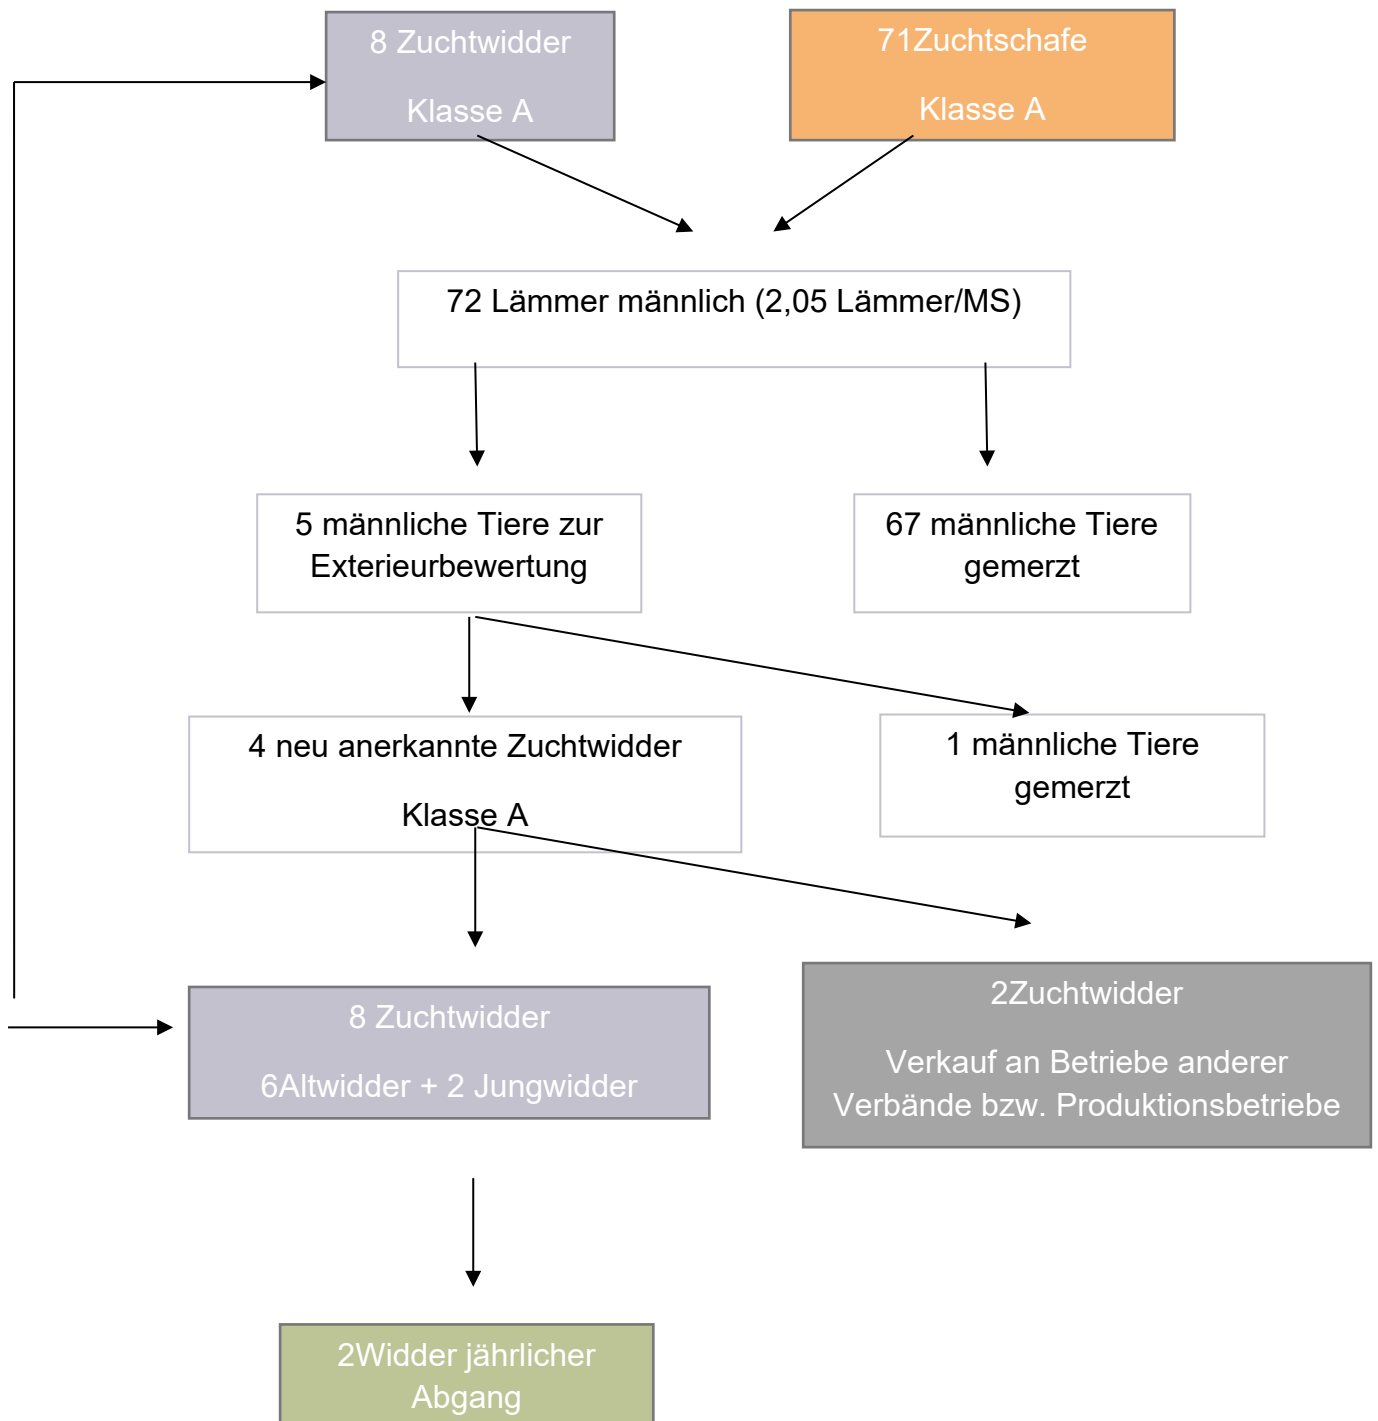 8 Zuchtwidder
Klasse A
71Zuchtschafe
Klasse A
72 Lämmer männlich (2,05 Lämmer/MS)
5 männliche Tiere zur
Exterieurbewertung
67 männliche Tiere
gemerzt
4 neu anerkannte Zuchtwidder
Klasse A
1 männliche Tiere
gemerzt
8 Zuchtwidder
6Altwidder + 2 Jungwidder
2Zuchtwidder
Verkauf an Betriebe anderer
Verbände bzw. Produktionsbetriebe
2Widder jährlicher
Abgang